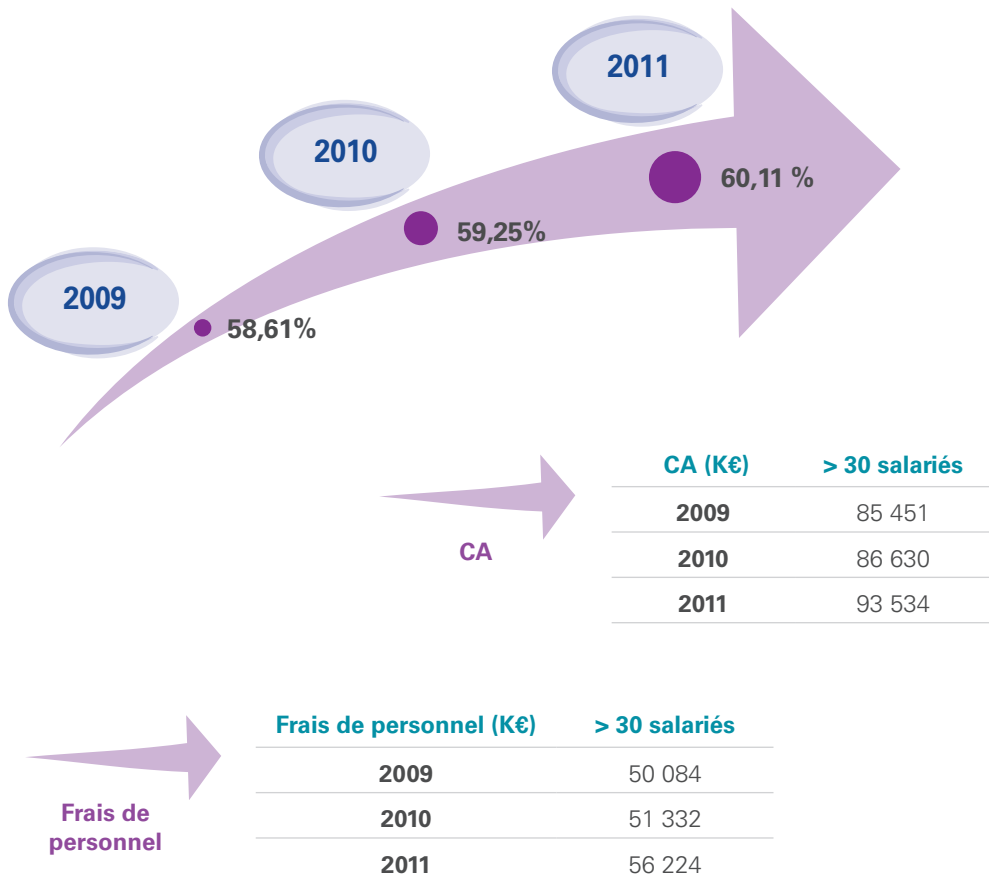 2011
60,11 %
2010
59,25%
2009
58,61%
CA
CA (K€) > 30 salariés
2009 85 451
2010 86 630
2011 93 534
Frais de
personnel
Frais de personnel (K€) > 30 salariés
2009 50 084
2010 51 332
2011 56 224